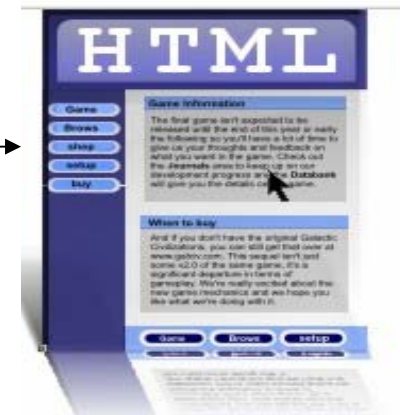 HTML
Game
Brows
shop
setup
buy
Game Information
The final game isn't expected to be
released until the end of this year or early
the following so you'll have a lot of time to
give us your thoughts and feedback on
what you want in the game. Check out
the Journals area to keep up on our
development progress and the Databank
will give you the details game.
When to buy
And if you don't have the original Galactic
Civilizations, you can still get that over at
www.galciv.com. This sequel isn't just
some v2.0 of the same game, it's a
significant departure in terms of
gameplay. We're really excited about the
new game mechanics and we hope you
like what we're doing with it.
Game Brows setup